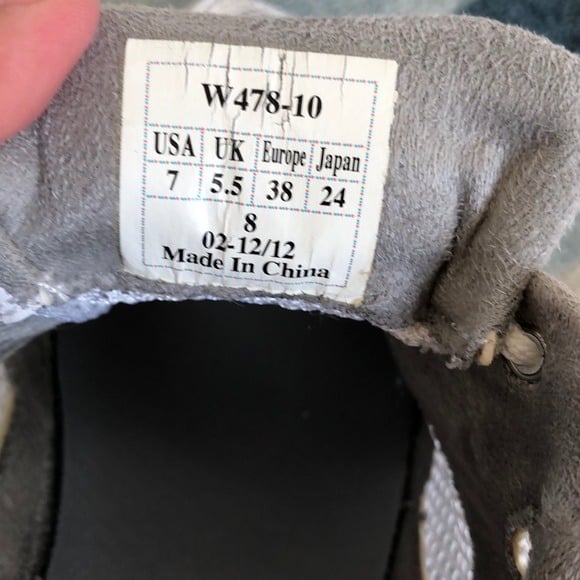 W478-10
USA UK Europe Japan
7 5.5 38 24
8
02-12/12
Made In China